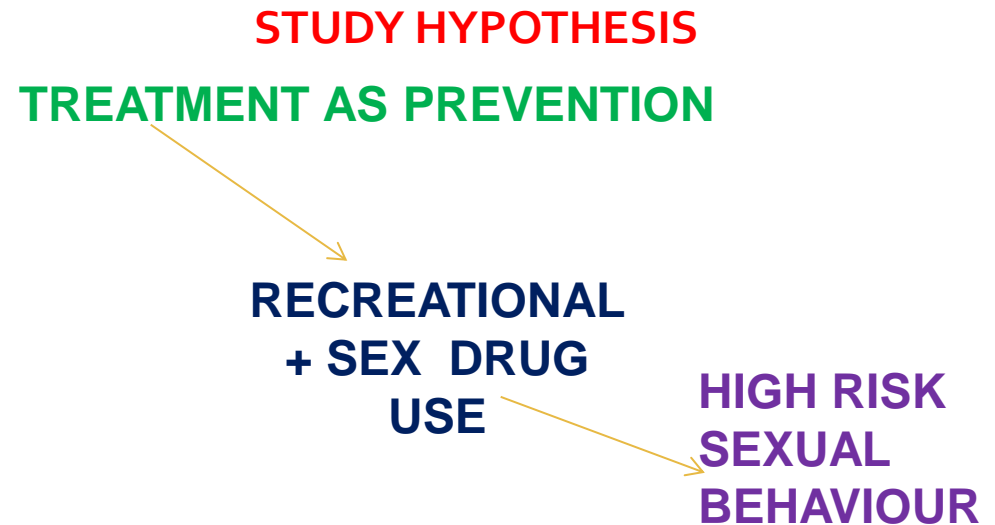 STUDY HYPOTHESIS
TREATMENT AS PREVENTION
RECREATIONAL
+ SEX DRUG
USE
HIGH RISK
SEXUAL
BEHAVIOUR